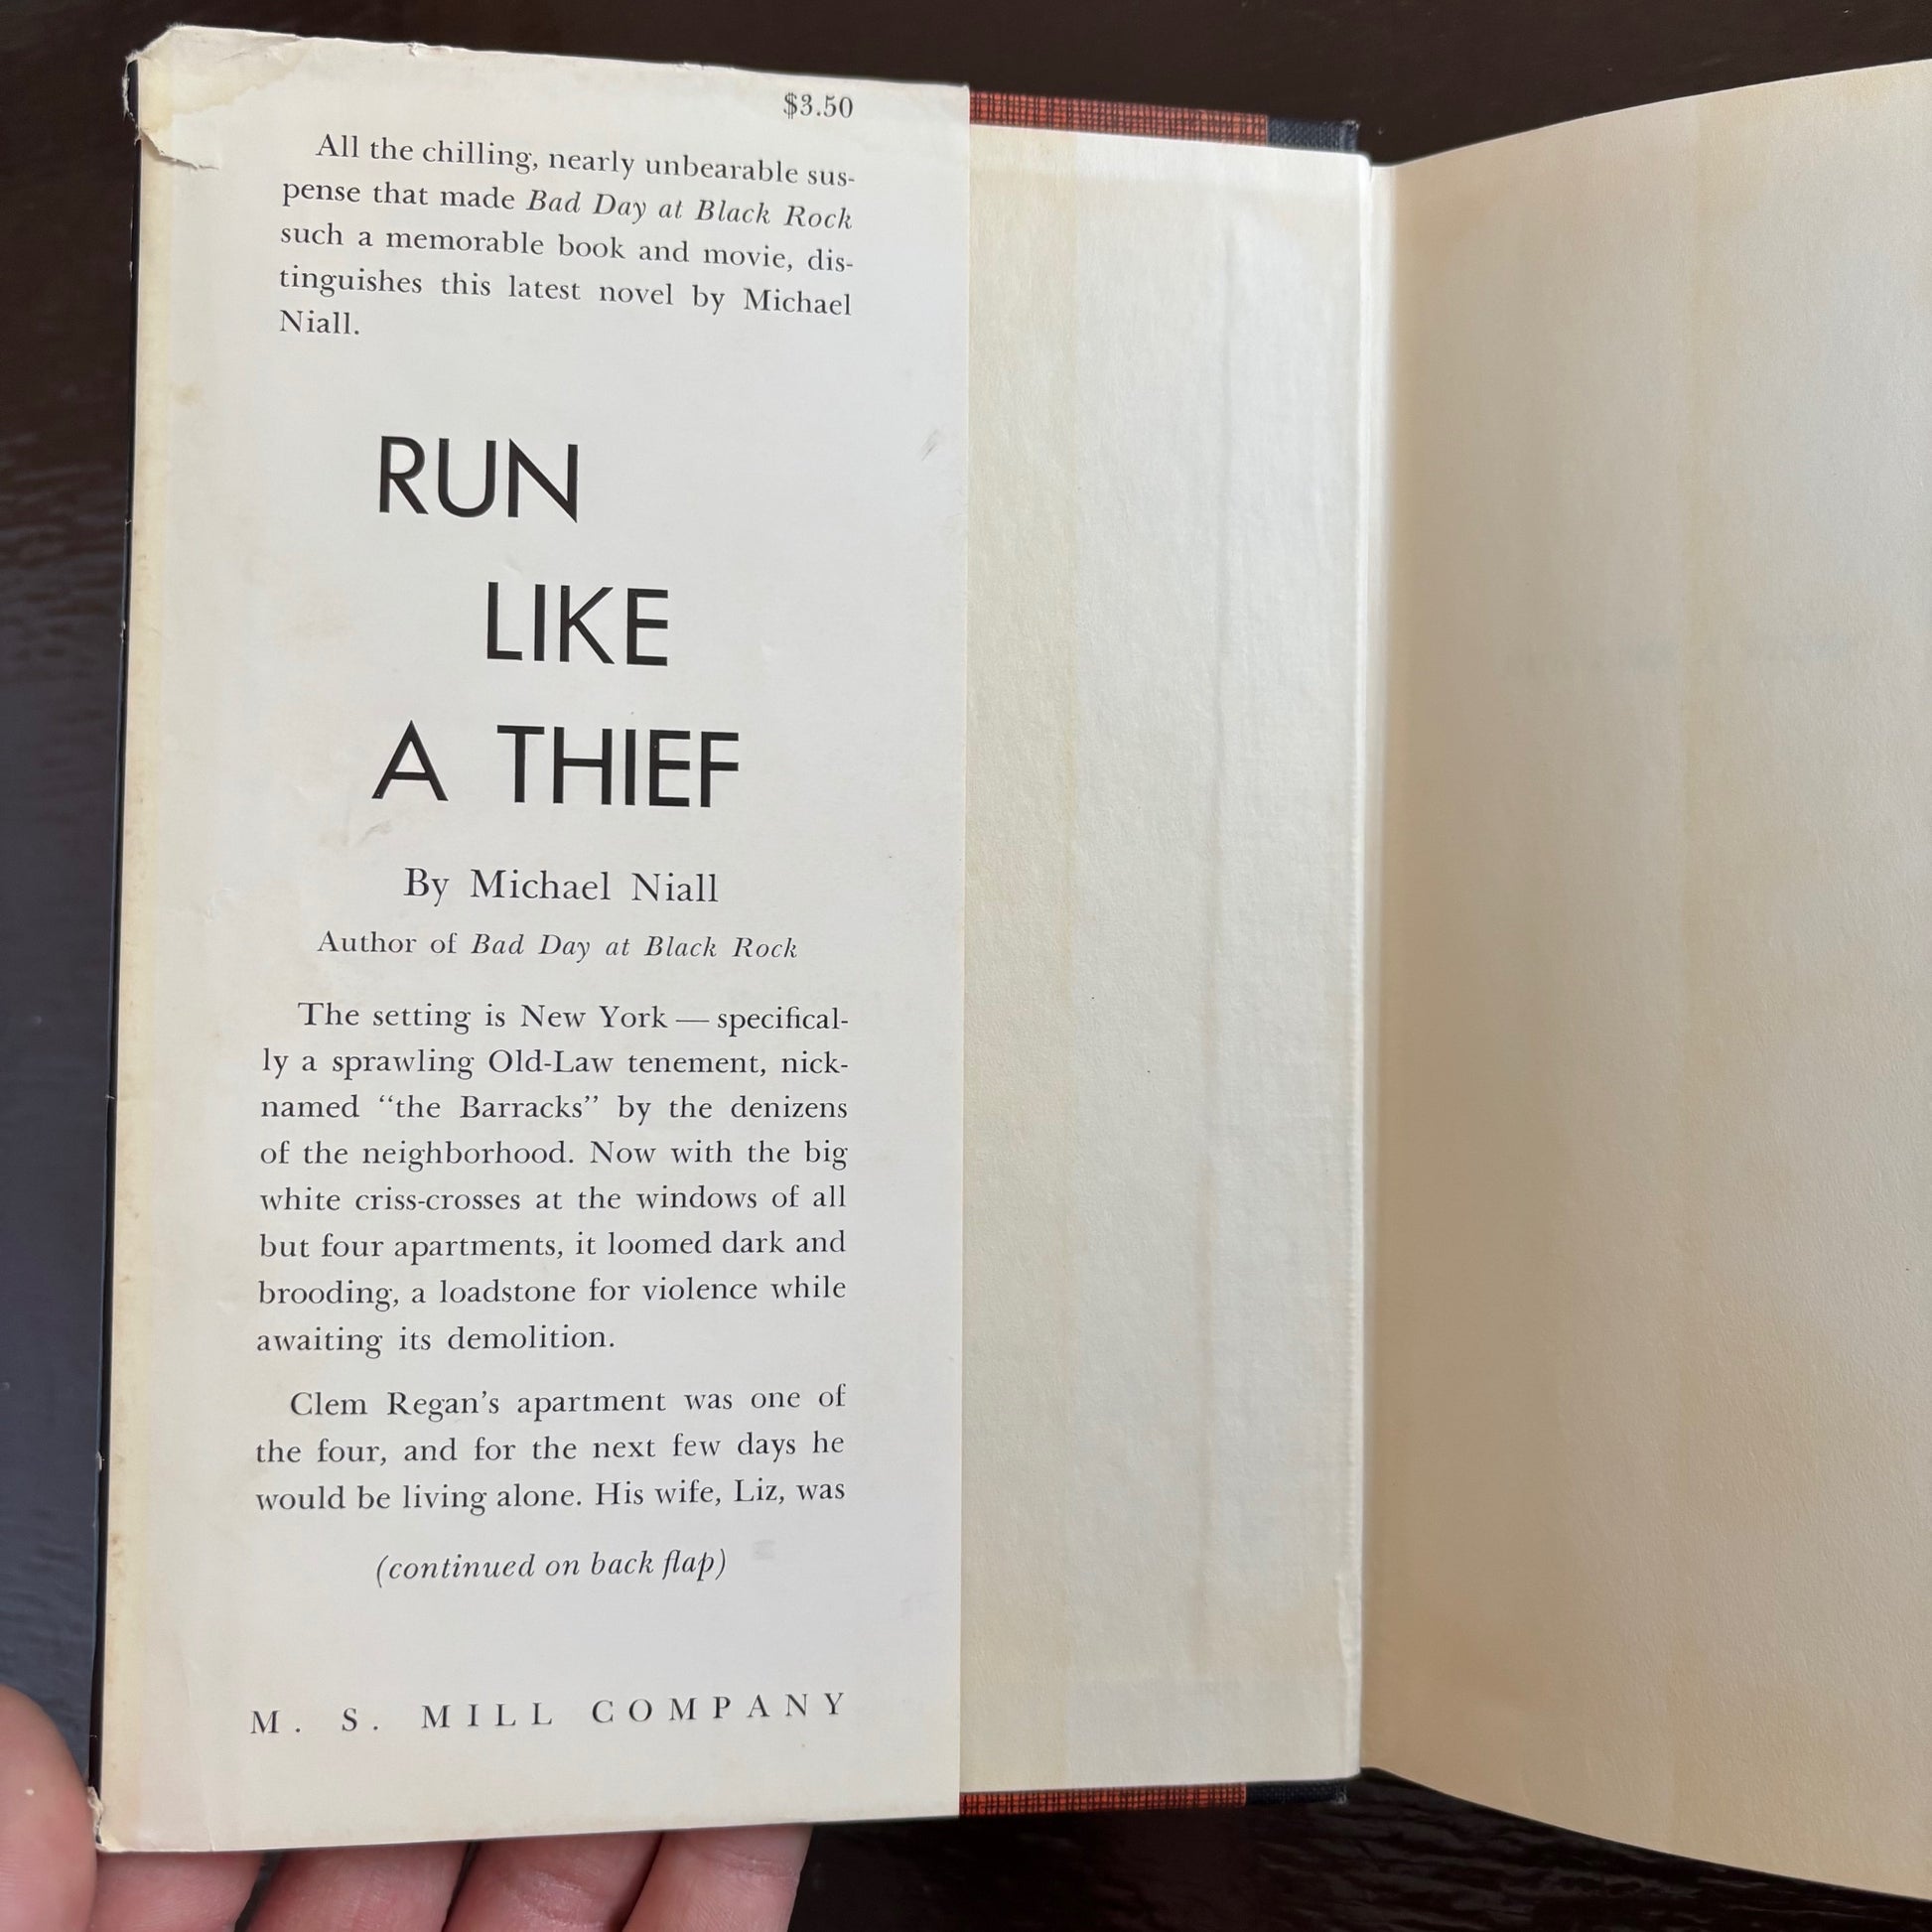 $3.50
All the chilling, nearly unbearable sus-
pense that made Bad Day at Black Rock
such a memorable book and movie, dis-
tinguishes this latest novel by Michael
Niall.
RUN
LIKE
A THIEF
By Michael Niall
Author of Bad Day at Black Rock
The setting is New York — specifical-
ly a sprawling Old-Law tenement, nick-
named “the Barracks” by the denizens
of the neighborhood. Now with the big
white criss-crosses at the windows of all
but four apartments, it loomed dark and
brooding, a loadstone for violence while
awaiting its demolition.
Clem Regan’s apartment was one of
the four, and for the next few days he
would be living alone. His wife, Liz, was
(continued on back flap)
M. S. MILL COMPANY